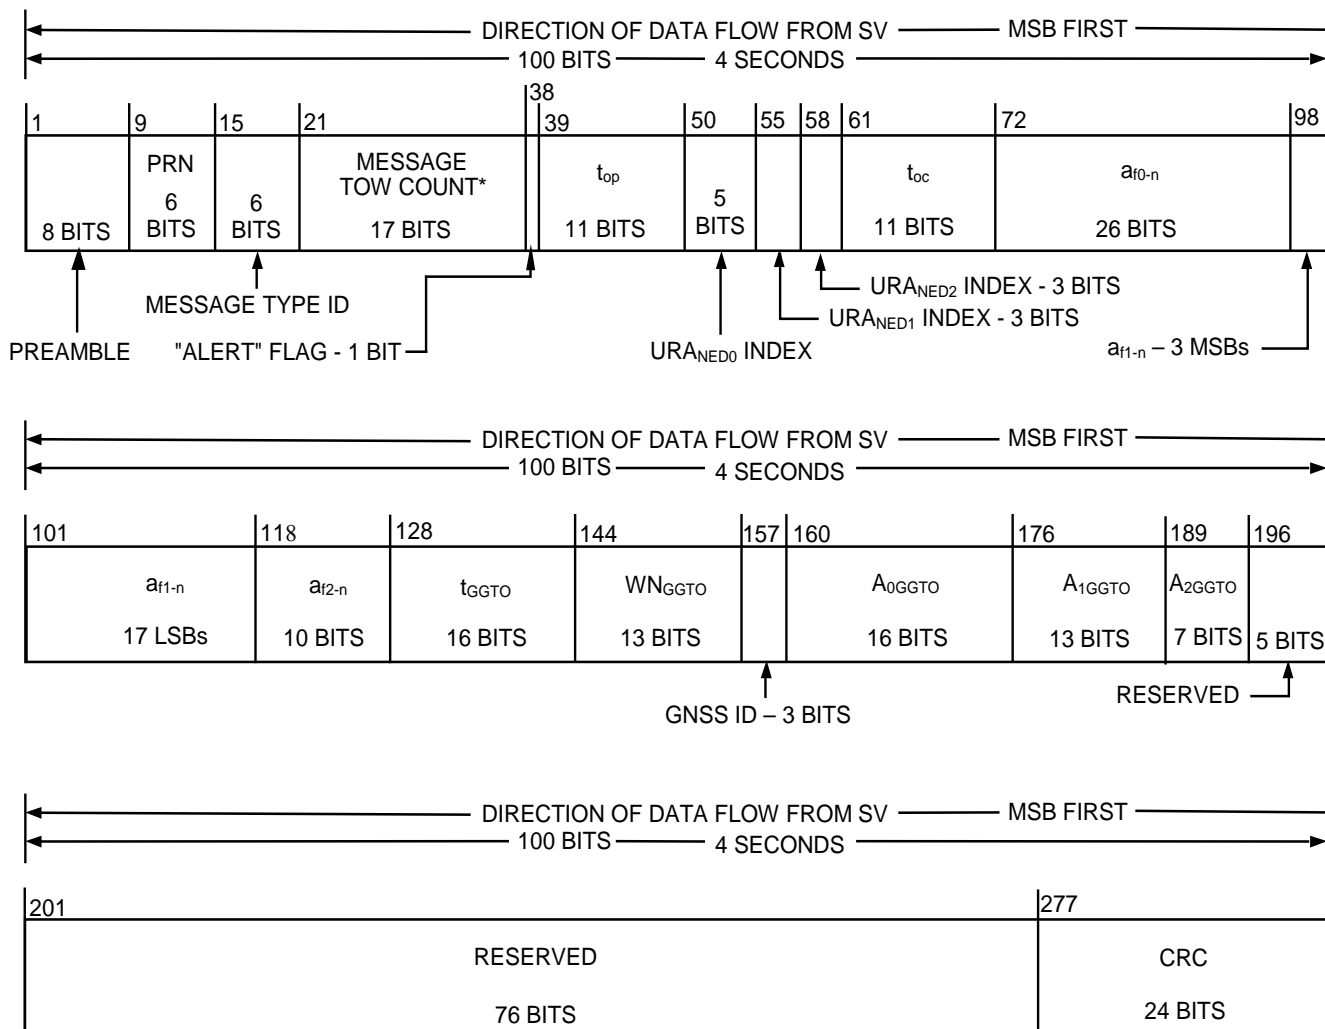 DIRECTION OF DATA FLOW FROM SV MSB FIRST
100 BITS 4 SECONDS
38
1 9 15 21 39 50 55 58 61 72 98
PRN
6
BITS
MESSAGE
TOW COUNT*
17 BITS
8 BITS
6
BITS
top
11 BITS
5
BITS
toc
11 BITS
af0-n
26 BITS
URANED2 INDEX - 3 BITS
MESSAGE TYPE ID
URANED1 INDEX - 3 BITS
PREAMBLE
"ALERT" FLAG - 1 BIT
URANED0 INDEX
af1-n – 3 MSBs
DIRECTION OF DATA FLOW FROM SV MSB FIRST
100 BITS 4 SECONDS
101 118 128 144 157 160 176 189 196
af1-n
17 LSBs
af2-n
10 BITS
tGGTO
16 BITS
WNGGTO
13 BITS
A0GGTO
16 BITS
A1GGTO
13 BITS
A2GGTO
7 BITS
5 BITS
RESERVED
GNSS ID – 3 BITS
DIRECTION OF DATA FLOW FROM SV MSB FIRST
100 BITS 4 SECONDS
201 277
RESERVED
76 BITS
CRC
24 BITS